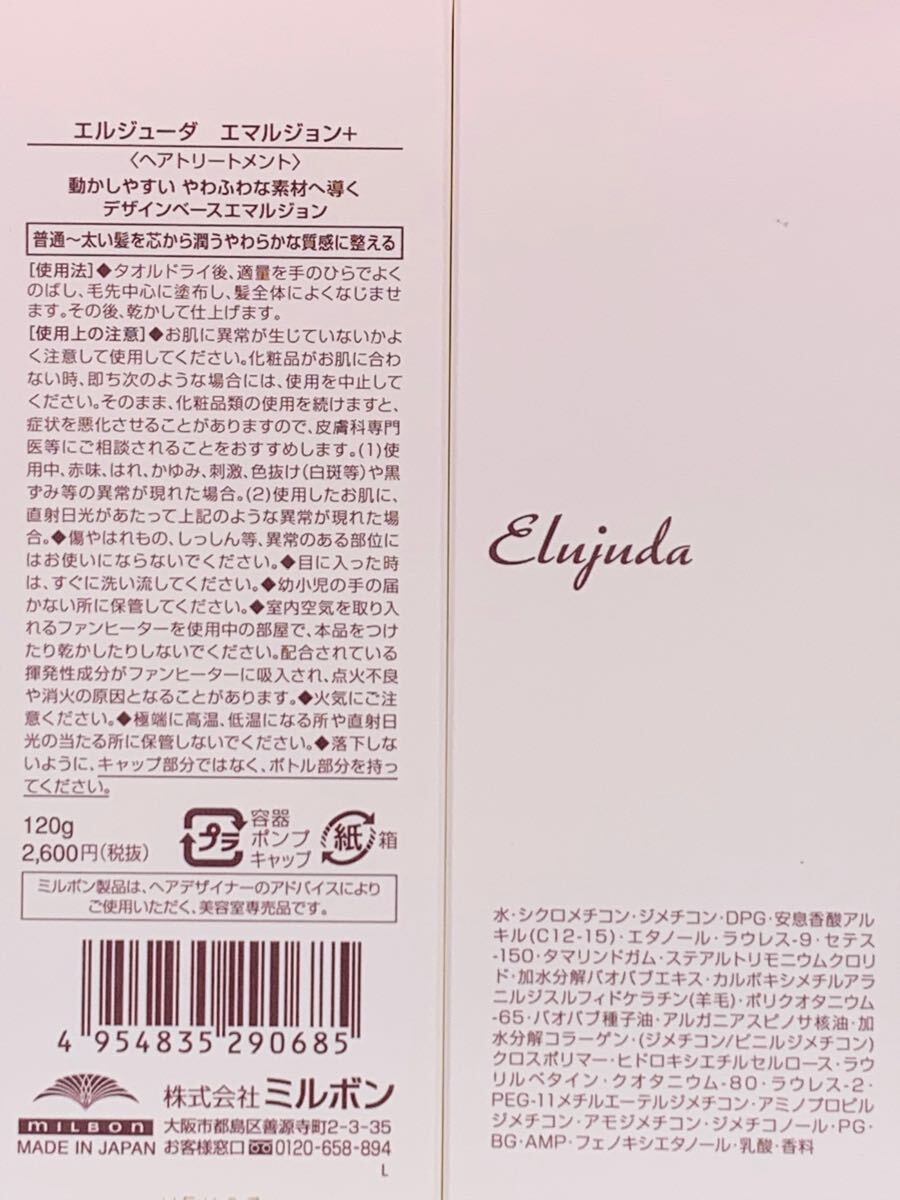 エルジューダ エマルジョン+
〈ヘアトリートメント〉
動かしやすい やわふわな素材へ導く
デザインベースエマルジョン
普通〜太い髪を芯から潤うやわらかな質感に整える
[使用法]◆タオルドライ後、適量を手のひらでよく
のばし、毛先中心に塗布し、髪全体によくなじませ
ます。その後、乾かして仕上げます。
[使用上の注意]◆お肌に異常が生じていないかよ
く注意して使用してください。化粧品がお肌に合わ
ない時、即ち次のような場合には、使用を中止して
ください。そのまま、化粧品類の使用を続けますと、
症状を悪化させることがありますので、皮膚科専門
医等にご相談されることをおすすめします。(1)使
用中、赤味、はれ、かゆみ、刺激、色抜け(白斑等)や黒
ずみ等の異常が現れた場合。(2)使用したお肌に、
直射日光があたって上記のような異常が現れた場
合。◆傷やはれもの、しっしん等、異常のある部位に
はお使いにならないでください。◆目に入った時
は、すぐに洗い流してください。◆幼小児の手の届
かない所に保管してください。◆室内空気を取り入
れるファンヒーターを使用中の部屋で、本品をつけ
たり乾かしたりしないでください。配合されている
揮発性成分がファンヒーターに吸入され、点火不良
や消火の原因となることがあります。◆火気にご注
意ください。◆極端に高温、低温になる所や直射日
光の当たる所に保管しないでください。◆落下しな
いように、キャップ部分ではなく、ボトル部分を持っ
てください。
120g
2,600円(税抜)
プラ
容器
ポンプ
キャップ
紙
箱
ミルボン製品は、ヘアデザイナーのアドバイスにより
ご使用いただく、美容室専売品です。
4 954835 290685
milbon
MADE IN JAPAN
株式会社 ミルボン
大阪市都島区善源寺町2-3-35
お客様窓口 0120-658-894
L
Elujuda
水・シクロメチコン・ジメチコン・DPG・安息香酸アル
キル(C12-15)・エタノール・ラウレス-9・セテス
-150・タマリンドガム・ステアルトリモニウムクロリ
ド・加水分解バオバブエキス・カルボキシメチルアラ
ニルジスルフィドケラチン(羊毛)・ポリクオタニウム
-65・バオバブ種子油・アルガニアスピノサ核油・加
水分解コラーゲン・(ジメチコン/ビニルジメチコン)
クロスポリマー・ヒドロキシエチルセルロース・ラウ
リルベタイン・クオタニウム-80・ラウレス-2・
PEG-11メチルエーテルジメチコン・アミノプロピル
ジメチコン・アモジメチコン・ジメチコノール・PG・
BG・AMP・フェノキシエタノール・乳酸・香料